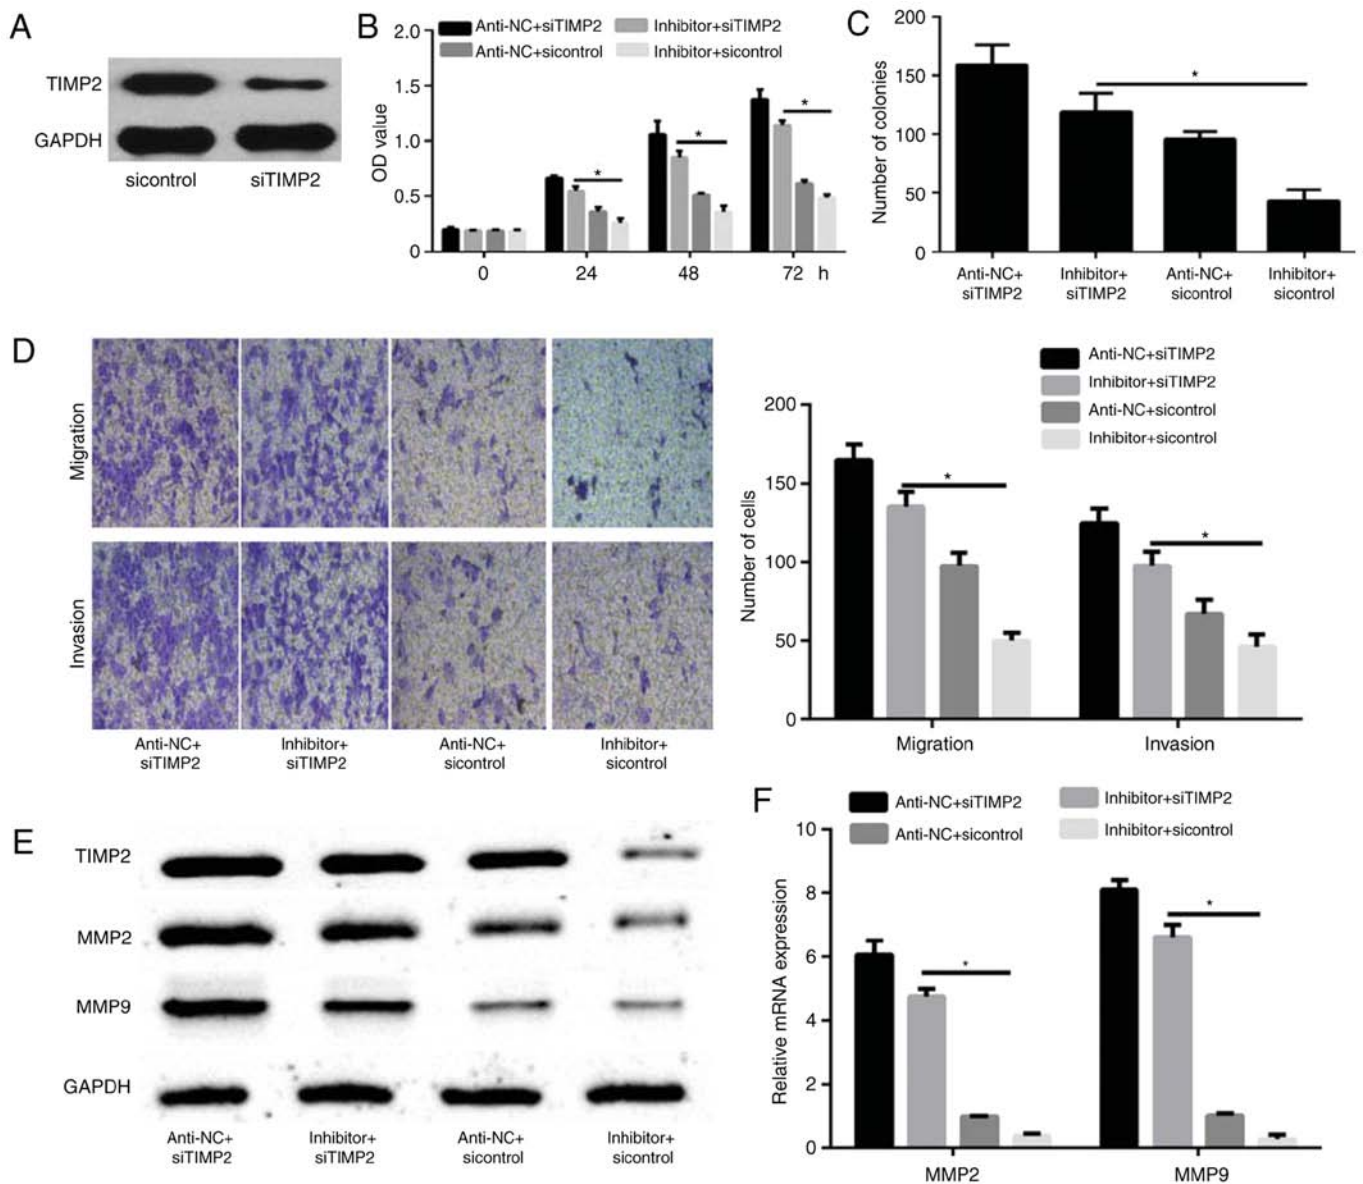 A
TIMP2
GAPDH
sicontrol
siTIMP2
B
Anti-NC+siTIMP2
Inhibitor+siTIMP2
Anti-NC+sicontrol
Inhibitor+sicontrol
OD value
2.0
1.5
1.0
0.5
0
*
*
*
0
24
48
72
h
C
Number of colonies
200
150
100
50
0
*
Anti-NC+
siTIMP2
Inhibitor+
siTIMP2
Anti-NC+
sicontrol
Inhibitor+
sicontrol
D
Migration
Invasion
Anti-NC+
siTIMP2
Inhibitor+
siTIMP2
Anti-NC+
sicontrol
Inhibitor+
sicontrol
Anti-NC+siTIMP2
Inhibitor+siTIMP2
Anti-NC+sicontrol
Inhibitor+sicontrol
Number of cells
200
150
100
50
0
*
*
Migration
Invasion
E
TIMP2
MMP2
MMP9
GAPDH
Anti-NC+
siTIMP2
Inhibitor+
siTIMP2
Anti-NC+
sicontrol
Inhibitor+
sicontrol
F
Anti-NC+siTIMP2
Inhibitor+siTIMP2
Anti-NC+sicontrol
Inhibitor+sicontrol
Relative mRNA expression
10
8
6
4
2
0
*
*
MMP2
MMP9